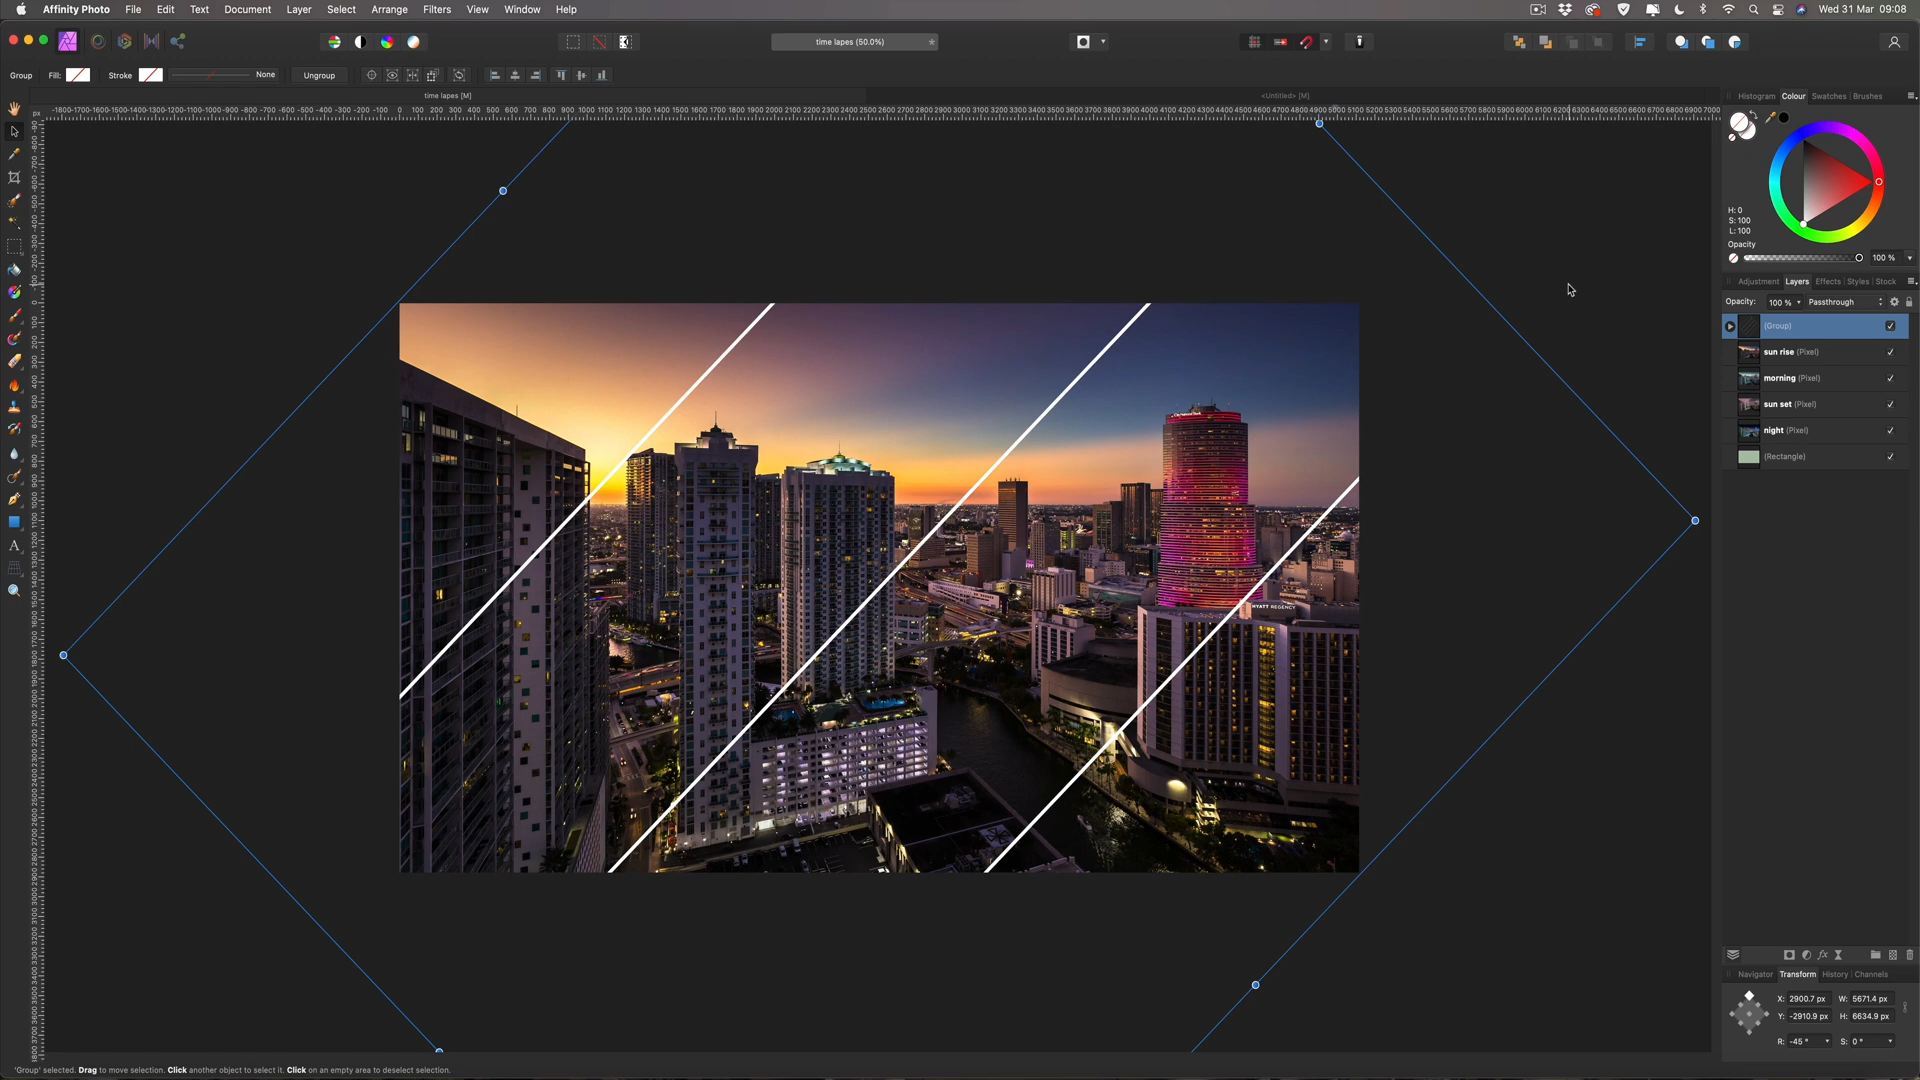 Affinity Photo File Edit Text Document Layer Select Arrange Filters View Window Help
Wed 31 Mar 09:08
time lapes (50.0%)
Group Fill: Stroke None Ungroup
time lapes [M] <Untitled> [M]
px
Histogram Colour Swatches Brushes
H: 0
S: 100
L: 100
Opacity
100 %
Adjustment Layers Effects Styles Stock
Opacity: 100 % Passthrough
(Group)
sun rise (Pixel)
morning (Pixel)
sun set (Pixel)
night (Pixel)
(Rectangle)
HYATT REGENCY
Navigator Transform History Channels
X: 2900.7 px W: 5671.4 px
Y: -2910.9 px H: 6634.9 px
R: -45 ° S: 0 °
'Group' selected. Drag to move selection. Click another object to select it. Click on an empty area to deselect selection.